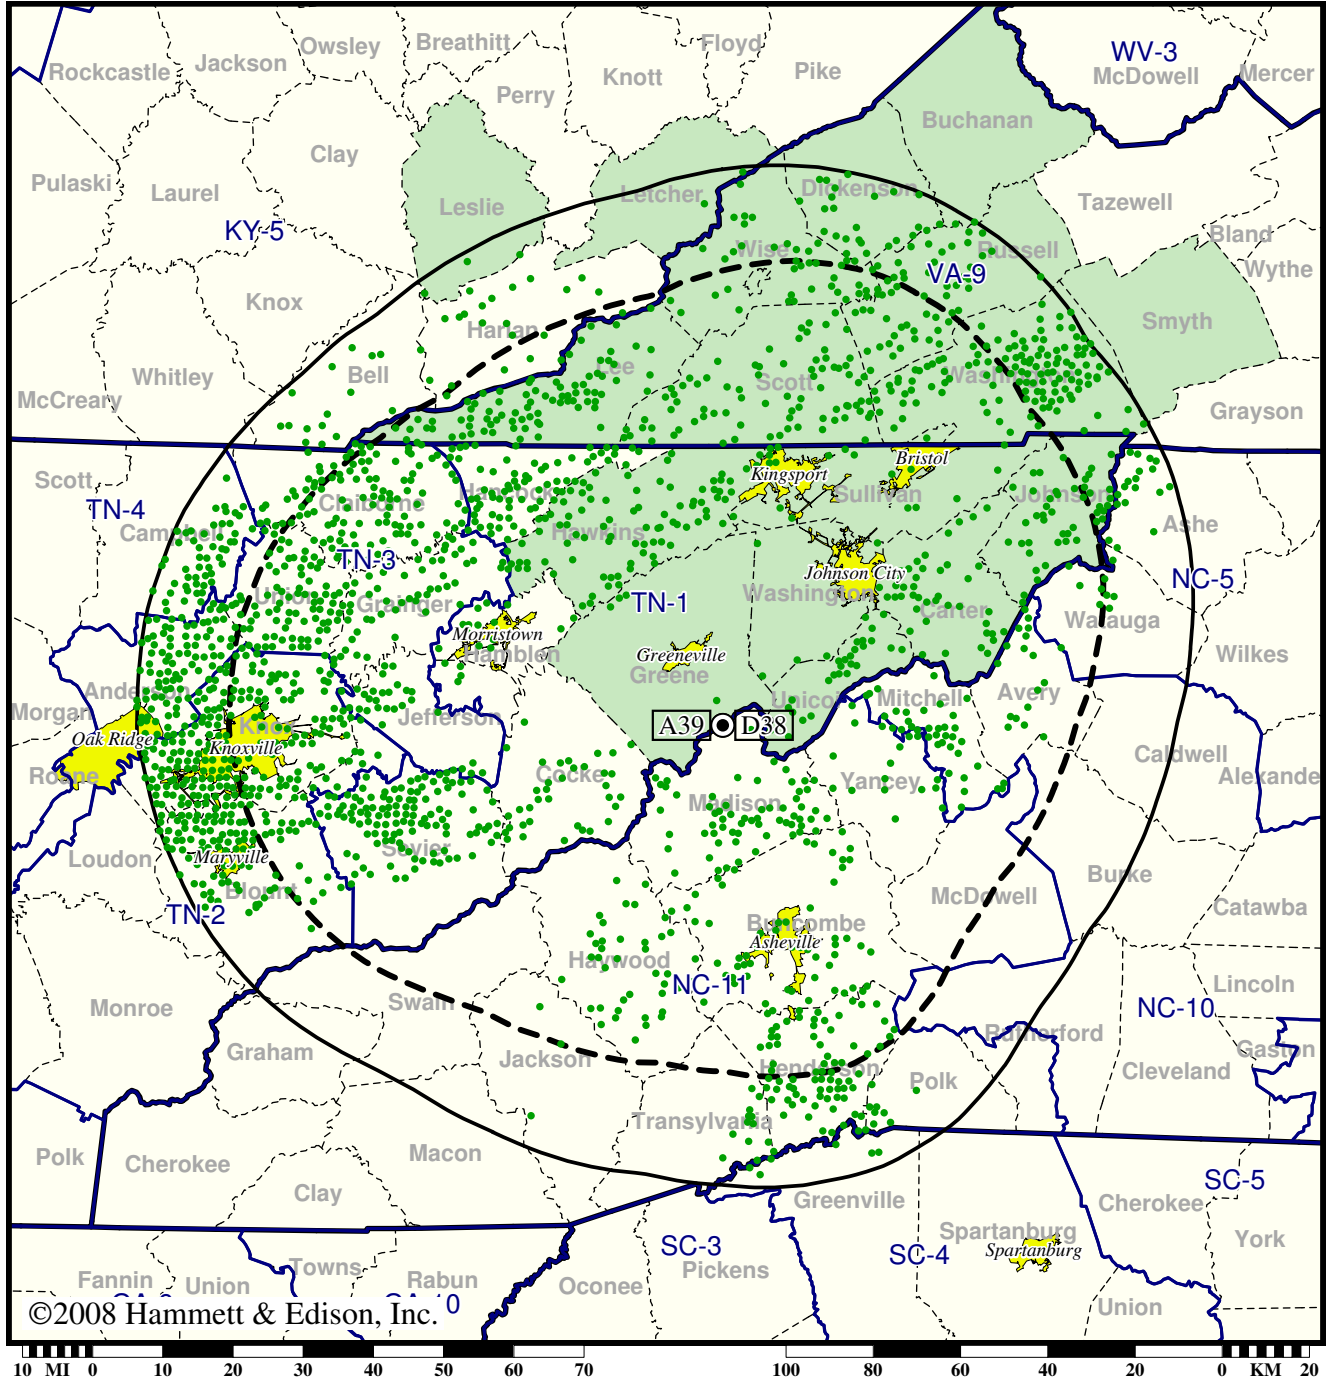 Owsley
Breathitt
Floyd
Rockcastle
Jackson
Knott
Pike
WV-3
McDowell
Mercer
Perry
Buchanan
Clay
Pulaski
Laurel
Leslie
Letcher
Dickenson
Tazewell
KY-5
Bland
Wise
Russell
Wythe
VA-9
Knox
Harlan
Smyth
Whitley
Bell
Lee
Scott
Washington
McCreary
Grayson
Scott
Kingsport
Bristol
TN-4
Claiborne
Hancock
Sullivan
Johnson
Campbell
Hawkins
Ashe
TN-3
Johnson City
NC-5
Union
Grainger
TN-1
Washington
Carter
Watauga
Morristown
Hamblen
Greeneville
Greene
Wilkes
Anderson
Unicoi
Mitchell
Avery
Morgan
Jefferson
Knox
A39
D38
Oak Ridge
Knoxville
Caldwell
Roane
Cocke
Yancey
Alexande
Madison
Loudon
Maryville
Sevier
Burke
Blount
McDowell
Catawba
TN-2
Buncombe
Asheville
Haywood
NC-11
Lincoln
Monroe
Swain
NC-10
Graham
Jackson
Rutherford
Gaston
Henderson
Polk
Cleveland
Transylvania
Polk
Cherokee
Macon
Clay
Greenville
Cherokee
SC-5
Spartanburg
Spartanburg
York
SC-3
Pickens
SC-4
Fannin
Union
Towns
Rabun
Oconee
Union
©2008 Hammett & Edison, Inc.
10 MI 0 10 20 30 40 50 60 70
100 80 60 40 20 0 KM 20